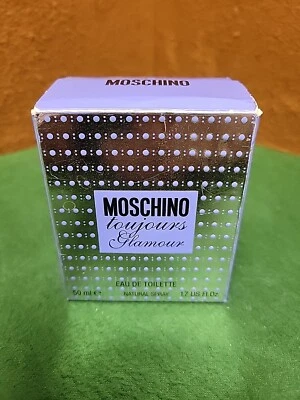 MOSCHINO
MOSCHINO
toujours
Glamour
EAU DE TOILETTE
50 ml ℮ NATURAL SPRAY 1.7 US Fl.Oz